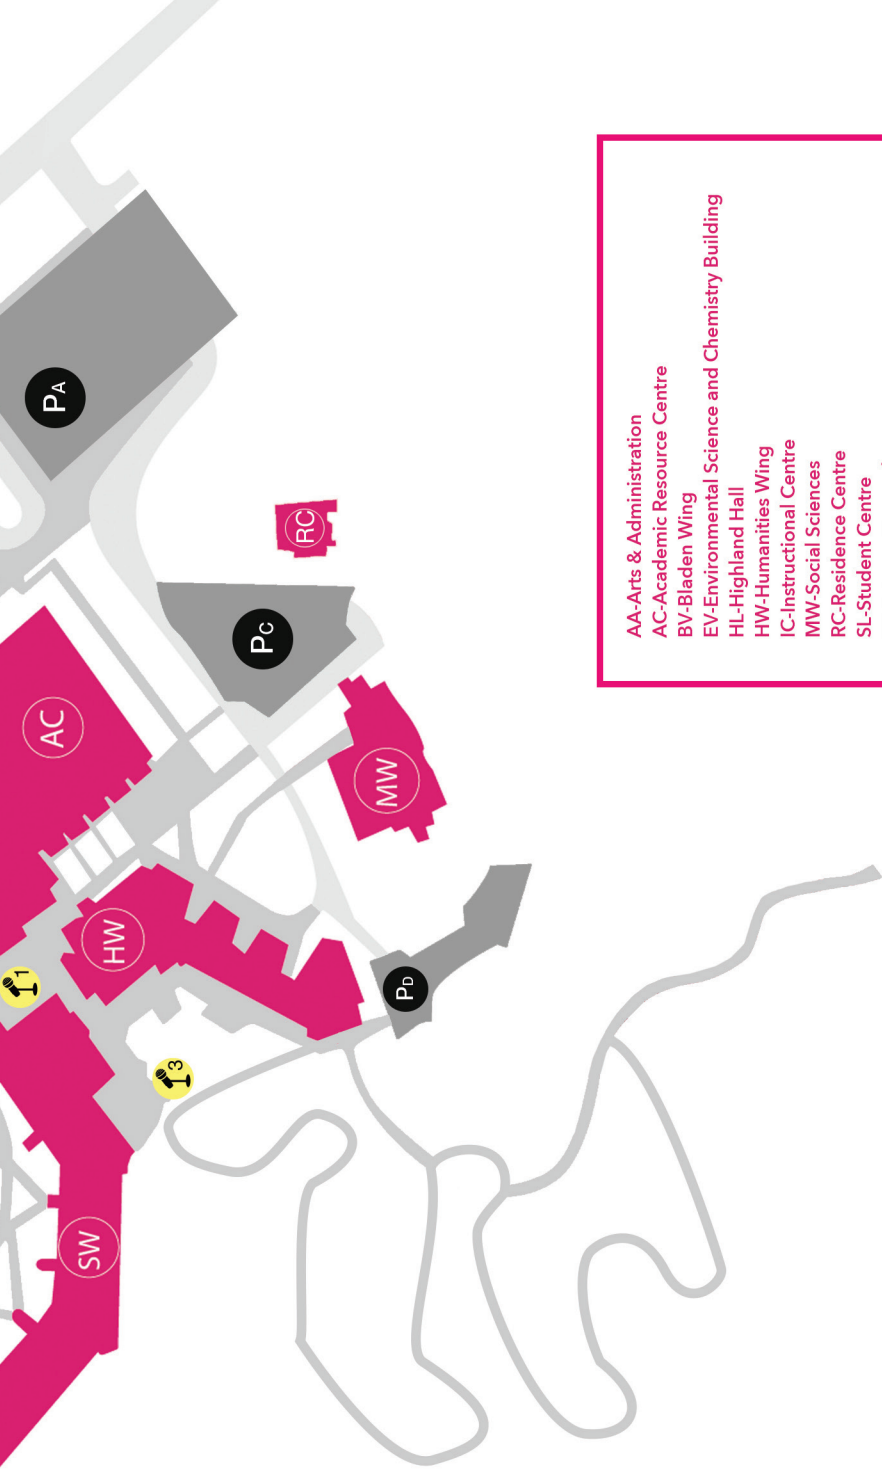 PA
RC
PC
AC
MW
HW
1
PD
3
SW
AA-Arts & Administration
AC-Academic Resource Centre
BV-Bladen Wing
EV-Environmental Science and Chemistry Building
HL-Highland Hall
HW-Humanities Wing
IC-Instructional Centre
MW-Social Sciences
RC-Residence Centre
SL-Student Centre